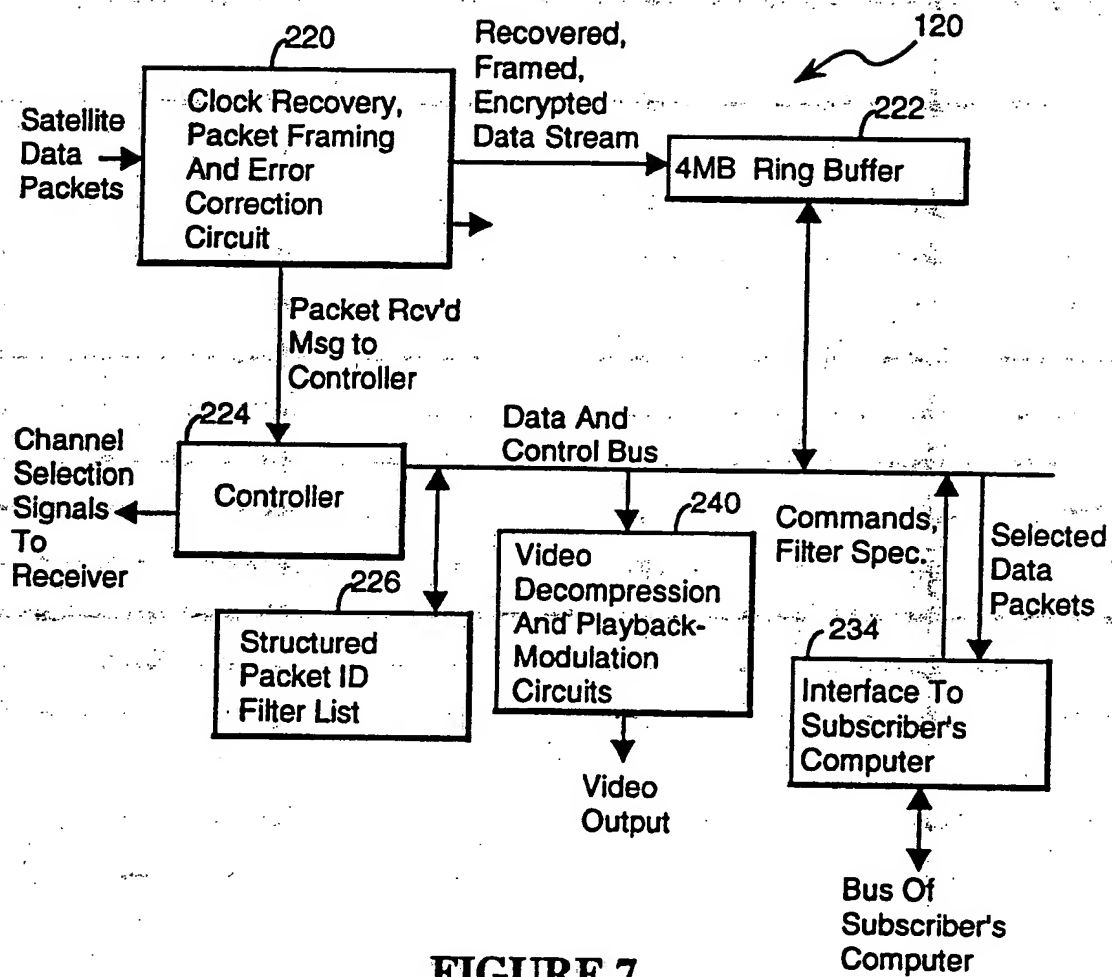 220
Recovered,
Framed,
Encrypted
Data Stream
120
Satellite
Data
Packets
Clock Recovery,
Packet Framing
And Error
Correction
Circuit
222
4MB Ring Buffer
Packet Rcv'd
Msg to
Controller
224
Controller
Channel
Selection
Signals
To
Receiver
Data And
Control Bus
226
Structured
Packet ID
Filter List
240
Video
Decompression
And Playback-
Modulation
Circuits
Video
Output
Commands,
Filter Spec.
Selected
Data
Packets
234
Interface To
Subscriber's
Computer
Bus Of
Subscriber's
Computer
FIGURE 7